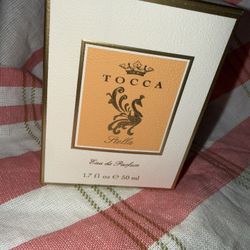 TOCCA
Stella
Eau de Parfum
1.7 fl oz ℮ 50 ml